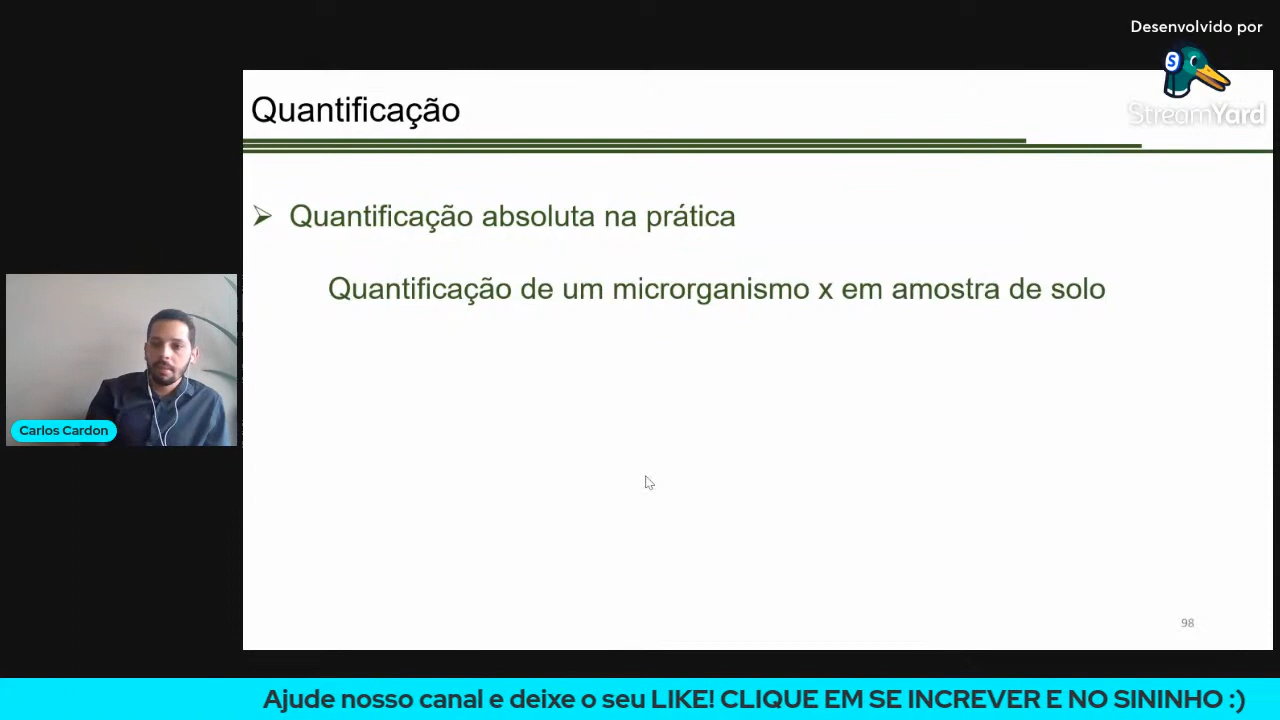 Desenvolvido por
S
StreamYard
Quantificação
➢ Quantificação absoluta na prática
Quantificação de um microrganismo x em amostra de solo
Carlos Cardon
98
Ajude nosso canal e deixe o seu LIKE! CLIQUE EM SE INCREVER E NO SININHO :)